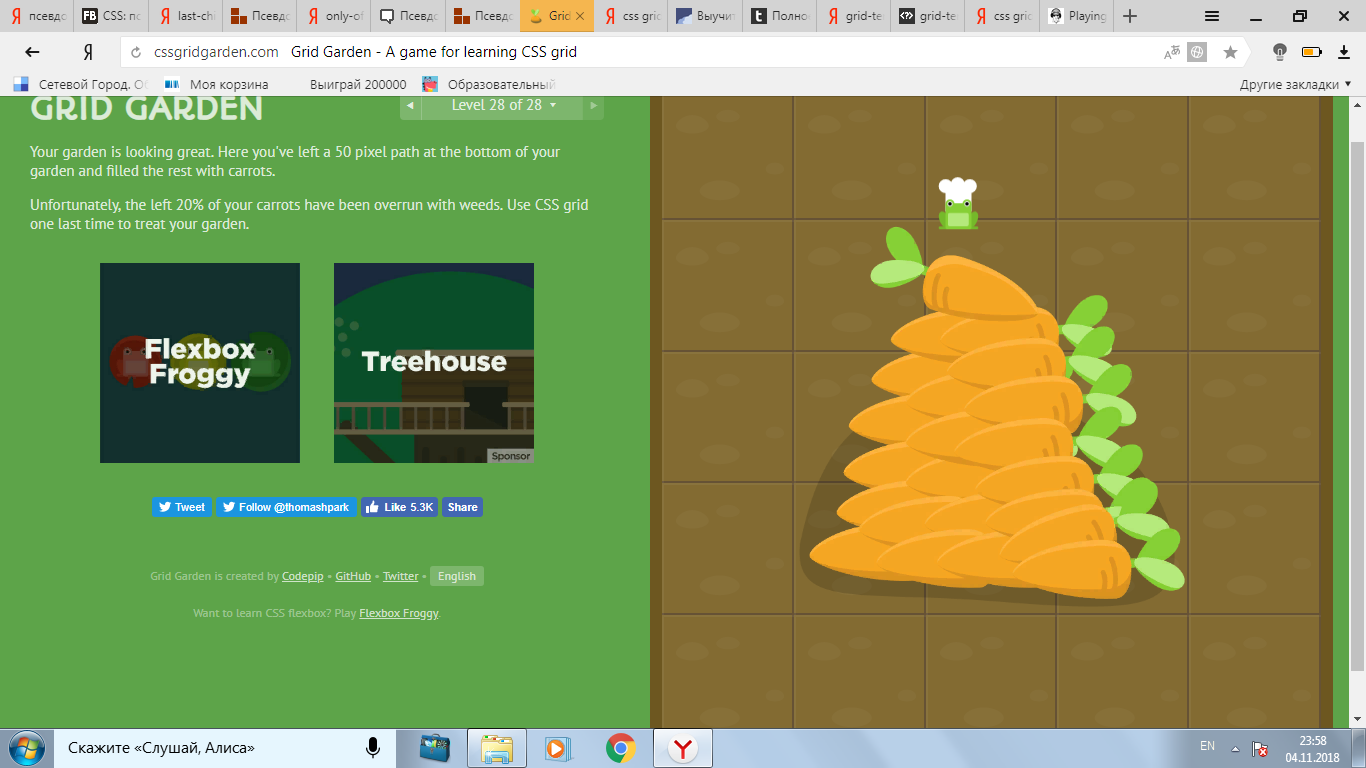 псевдо
CSS: по
last-chi
Псевдо
only-of
Псевдо
Псевдо
Grid
css grid
Выучит
Полно
grid-te
grid-te
css grid
Playing
cssgridgarden.com Grid Garden - A game for learning CSS grid
Сетевой Город. Об Моя корзина Выиграй 200000 Образовательный Другие закладки
GRID GARDEN
Level 28 of 28
Your garden is looking great. Here you've left a 50 pixel path at the bottom of your
garden and filled the rest with carrots.
Unfortunately, the left 20% of your carrots have been overrun with weeds. Use CSS grid
one last time to treat your garden.
Flexbox
Froggy
Treehouse
Sponsor
Tweet Follow @thomashpark Like 5.3K Share
Grid Garden is created by Codepip • GitHub • Twitter • English
Want to learn CSS flexbox? Play Flexbox Froggy.
Скажите «Слушай, Алиса»
EN
23:58
04.11.2018